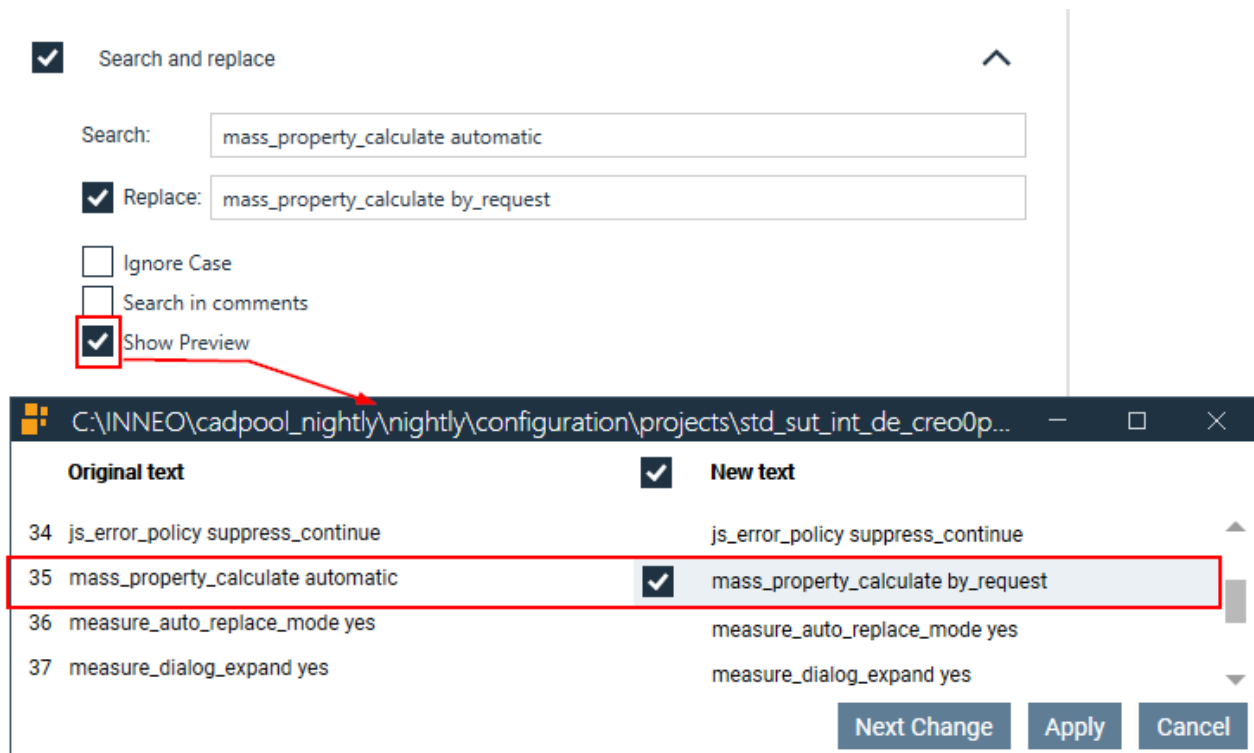 Search and replace
Search: mass_property_calculate automatic
Replace: mass_property_calculate by_request
Ignore Case
Search in comments
Show Preview
C:\INNEO\cadpool_nightly\nightly\configuration\projects\std_sut_int_de_creo0p...
Original text New text
34 js_error_policy suppress_continue js_error_policy suppress_continue
35 mass_property_calculate automatic mass_property_calculate by_request
36 measure_auto_replace_mode yes measure_auto_replace_mode yes
37 measure_dialog_expand yes measure_dialog_expand yes
Next Change Apply Cancel